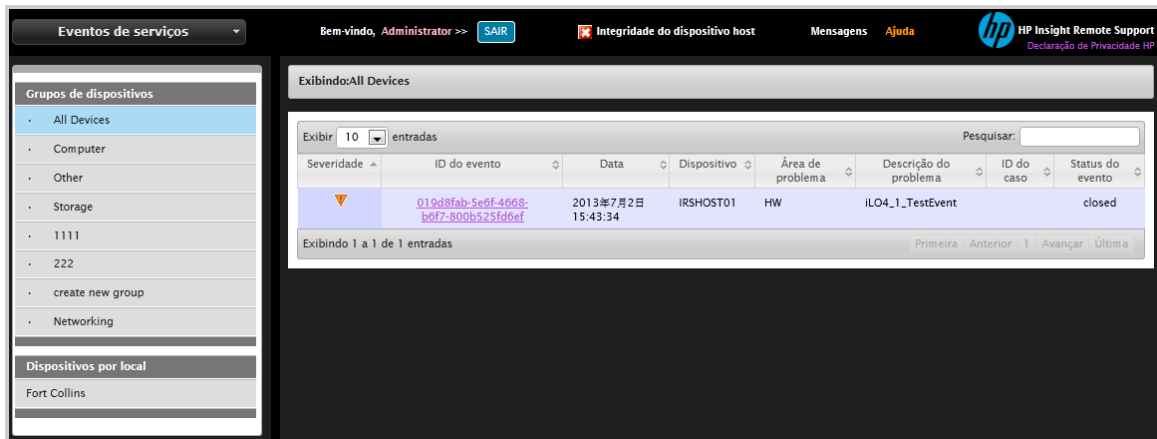 Eventos de serviços
Bem-vindo, Administrator >> SAIR
Integridade do dispositivo host
Mensagens Ajuda
hp
HP Insight Remote Support
Declaração de Privacidade HP
Grupos de dispositivos
All Devices
Computer
Other
Storage
1111
222
create new group
Networking
Dispositivos por local
Fort Collins
Exibindo:All Devices
Exibir 10 entradas
Pesquisar:
Severidade ID do evento Data Dispositivo Área de problema Descrição do problema ID do caso Status do evento
019d8fab-5e6f-4668-
b6f7-800b525fd6ef
2013年7月2日
15:43:34
IRSHOST01 HW iLO4_1_TestEvent closed
Exibindo 1 a 1 de 1 entradas
Primeira Anterior 1 Avançar Última